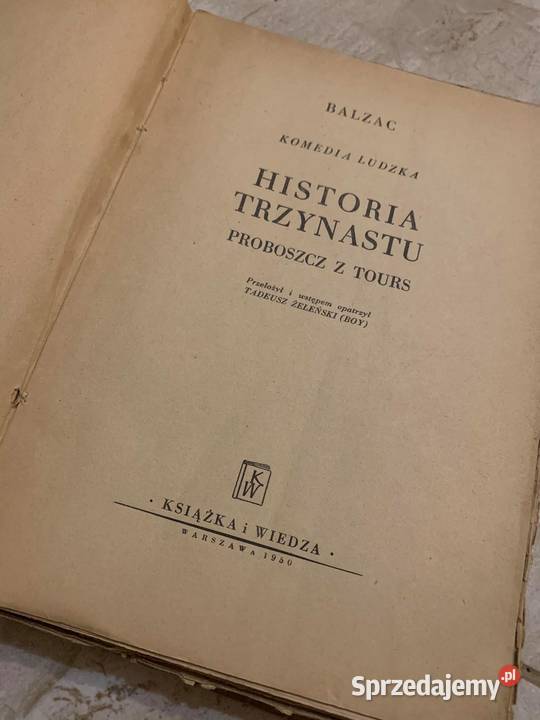 BALZAC
KOMEDIA LUDZKA
HISTORIA
TRZYNASTU
PROBOSZCZ Z TOURS
Przełożył i wstępem opatrzył
TADEUSZ ŻELEŃSKI (BOY)
K
W
· KSIĄŻKA i WIEDZA ·
WARSZAWA 1950
Sprzedajemy.pl